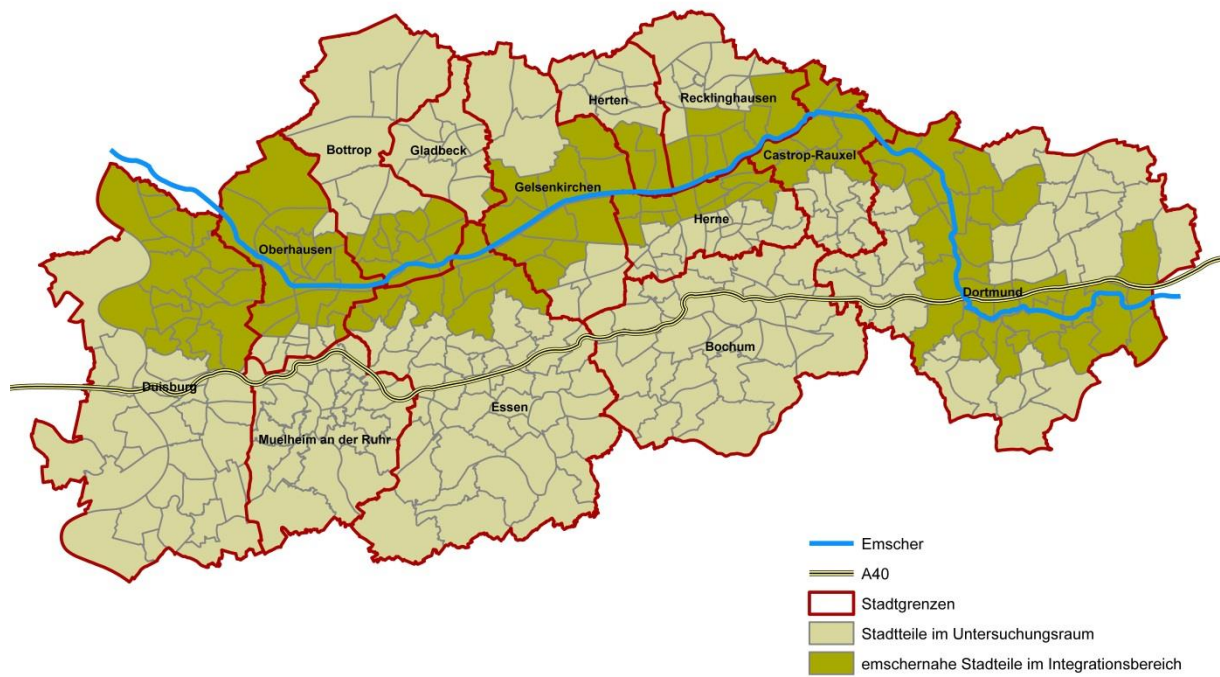 Herten
Recklinghausen
Bottrop
Gladbeck
Castrop-Rauxel
Gelsenkirchen
Herne
Oberhausen
Dortmund
Bochum
Duisburg
Essen
Muelheim an der Ruhr
Emscher
A40
Stadtgrenzen
Stadtteile im Untersuchungsraum
emschernahe Stadteile im Integrationsbereich